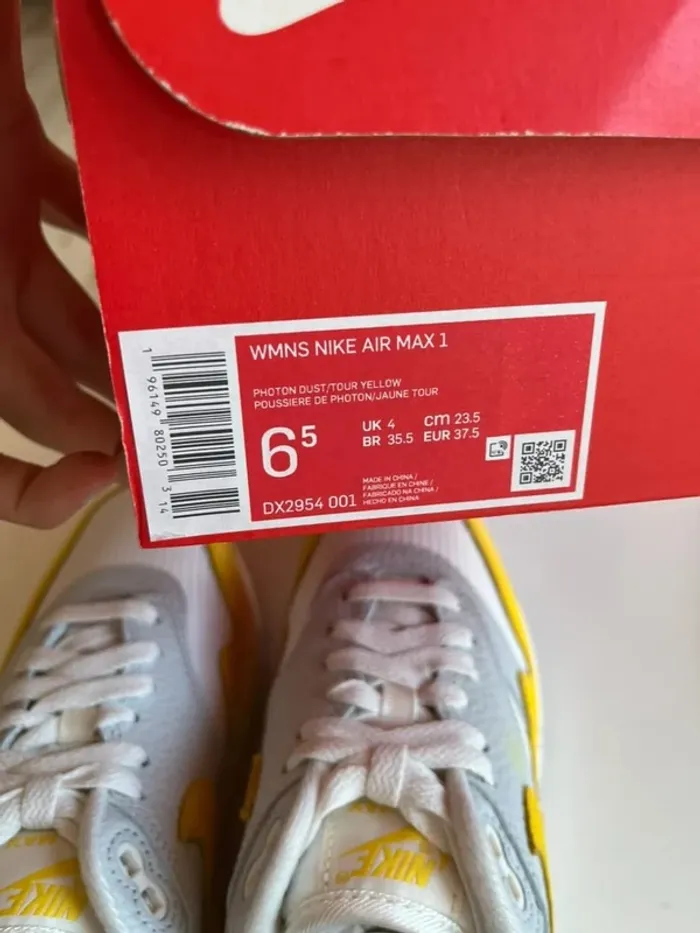 WMNS NIKE AIR MAX 1
PHOTON DUST/TOUR YELLOW
POUSSIERE DE PHOTON/JAUNE TOUR
6⁵
UK 4 cm 23.5
BR 35.5 EUR 37.5
DX2954 001
MADE IN CHINA /
FABRIQUE EN CHINE /
FABRICADO NA CHINA /
HECHO EN CHINA
1 96149 80250 3 14
NIKE
NIKE